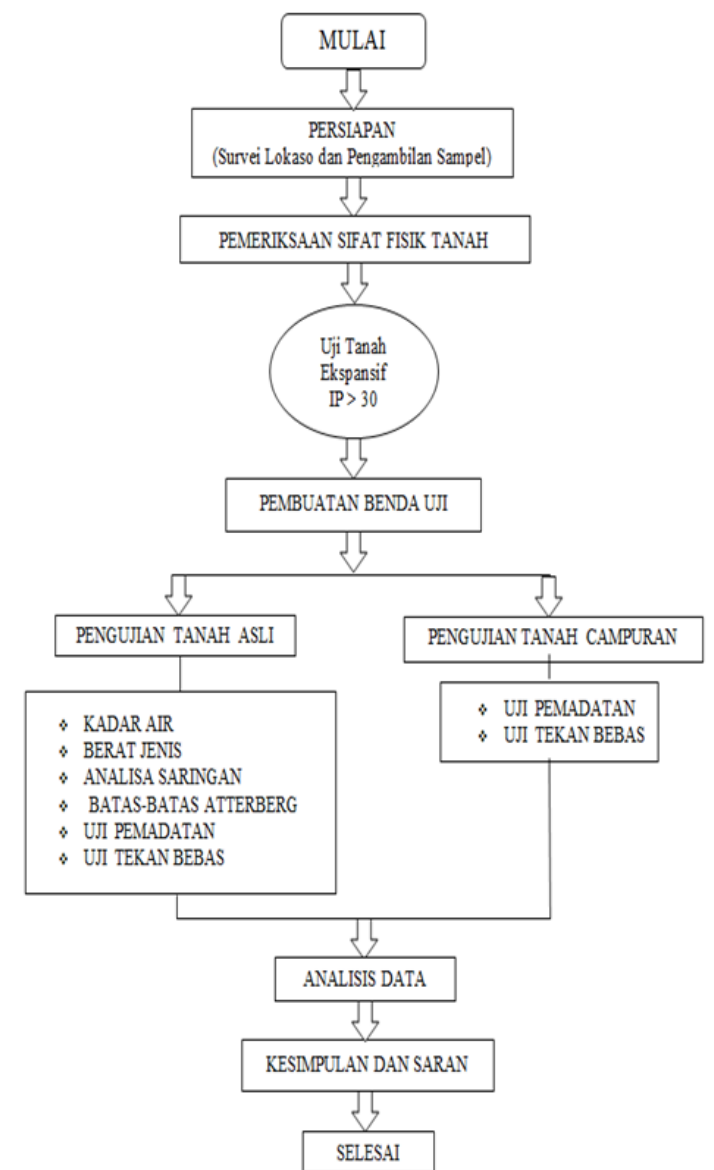 MULAI
PERSIAPAN
(Survei Lokaso dan Pengambilan Sampel)
PEMERIKSAAN SIFAT FISIK TANAH
Uji Tanah
Ekspansif
IP > 30
PEMBUATAN BENDA UJI
PENGUJIAN TANAH ASLI
KADAR AIR
BERAT JENIS
ANALISA SARINGAN
BATAS-BATAS ATTERBERG
UJI PEMADATAN
UJI TEKAN BEBAS
PENGUJIAN TANAH CAMPURAN
UJI PEMADATAN
UJI TEKAN BEBAS
ANALISIS DATA
KESIMPULAN DAN SARAN
SELESAI